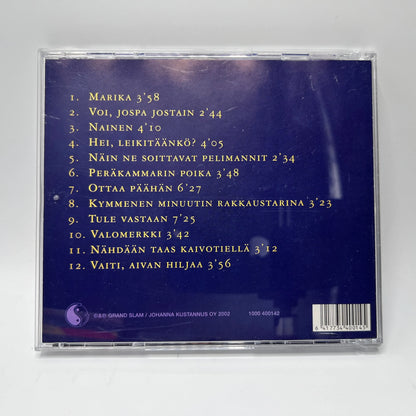 1. Marika 3'58
2. Voi, jospa jostain 2'44
3. Nainen 4'10
4. Hei, leikitäänkö? 4'05
5. Näin ne soittavat pelimannit 2'34
6. Peräkammarin poika 3'48
7. Ottaa päähän 6'27
8. Kymmenen minuutin rakkaustarina 3'23
9. Tule vastaan 7'25
10. Valomerkki 3'42
11. Nähdään taas kaivotiellä 3'12
12. Vaiti, aivan hiljaa 3'56
©&℗ GRAND SLAM / JOHANNA KUSTANNUS OY 2002 1000 400142
6 417734 400145